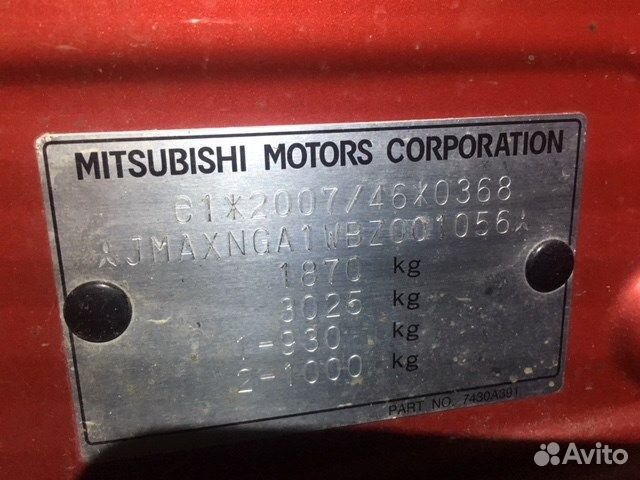 MITSUBISHI MOTORS CORPORATION
e1*2007/46*0368
*JMAXNGA1WBZ001056*
1870 kg
3025 kg
1-930 kg
2-1000 kg
PART NO. 7430A391
Avito